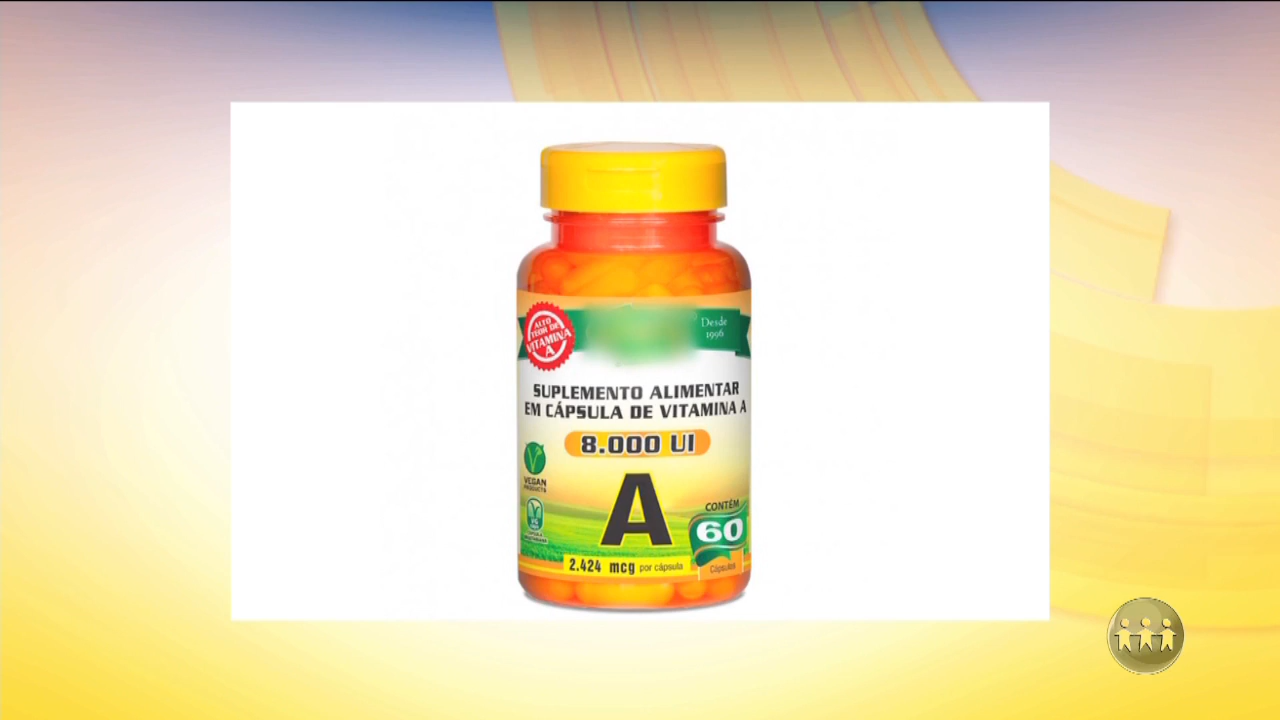 ALTO
TEOR DE
VITAMINA
A
Desde
1996
SUPLEMENTO ALIMENTAR
EM CÁPSULA DE VITAMINA A
8.000 UI
VEGAN
PRODUCTS
A
CONTÉM
60
Cápsulas
2.424 mcg por cápsula